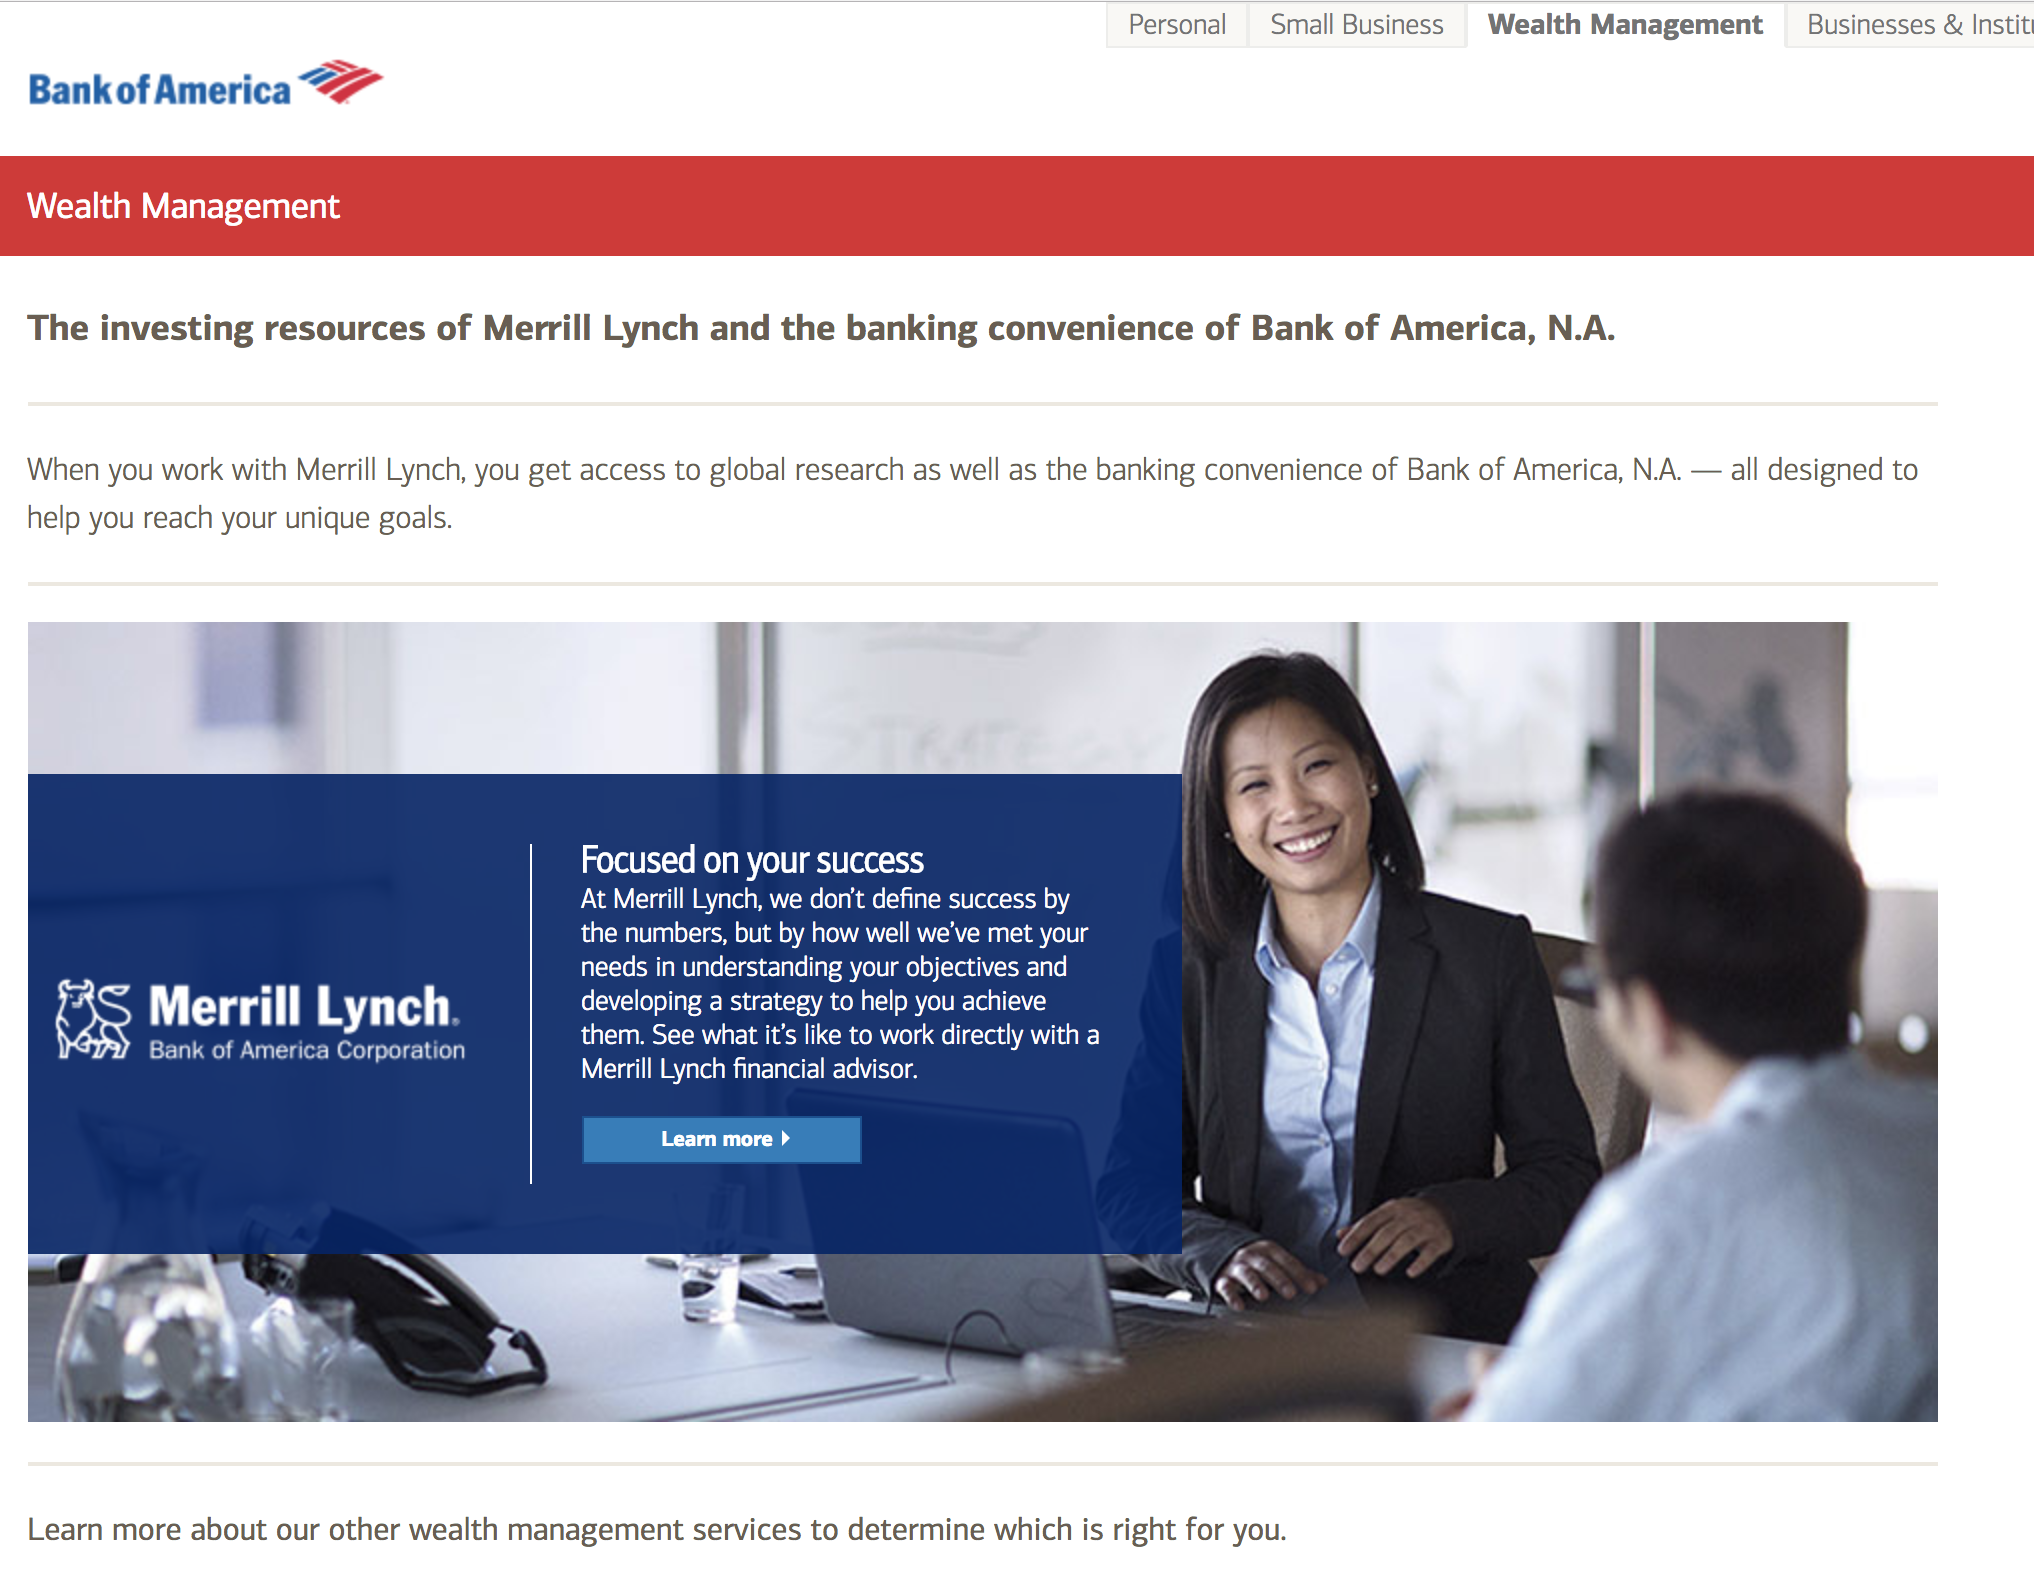 Personal
Small Business
Wealth Management
Businesses &
Bank of America
Wealth Management
The investing resources of Merrill Lynch and the banking convenience of Bank of America, N.A.
When you work with Merrill Lynch, you get access to global research as well as the banking convenience of Bank of America, N.A. — all designed to
help you reach your unique goals.
STRATEGY
Focused on your success
At Merrill Lynch, we don't define success by
the numbers, but by how well we've met your
needs in understanding your objectives and
developing a strategy to help you achieve
them. See what it's like to work directly with a
Merrill Lynch financial advisor.
Merrill Lynch.
Bank of America Corporation
Learn more
Learn more about our other wealth management services to determine which is right for you.